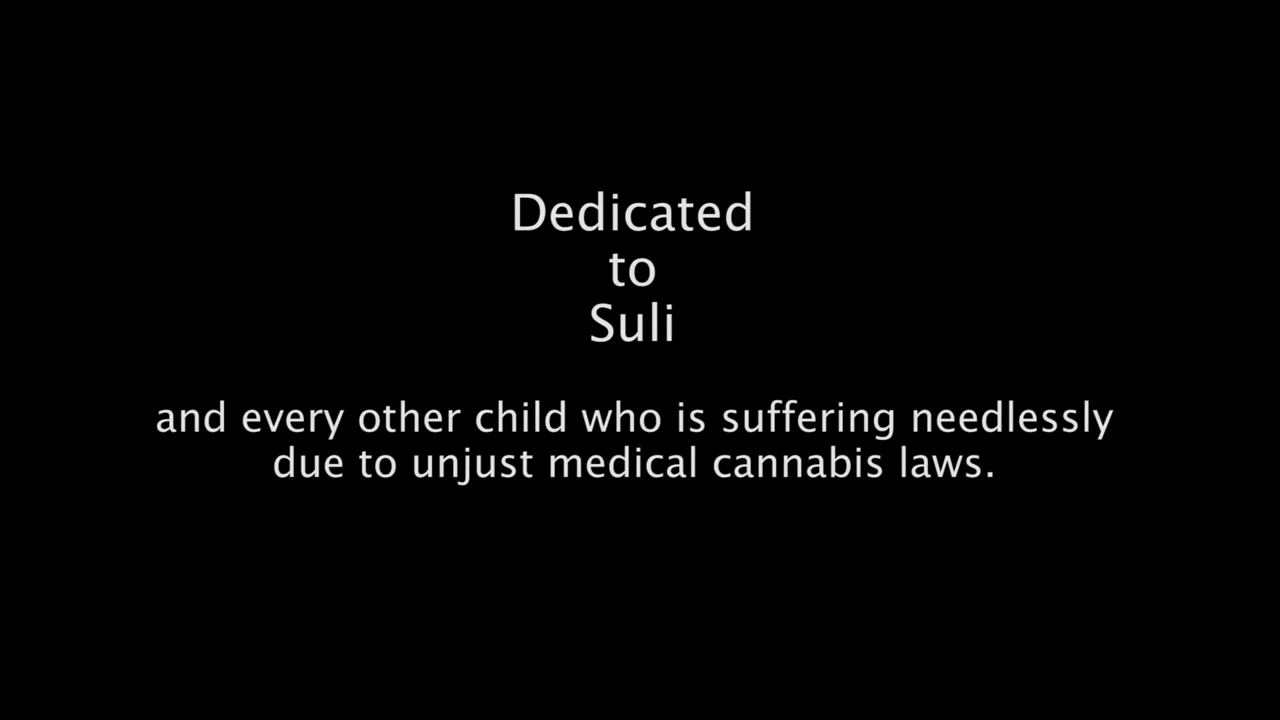 Dedicated
to
Suli
and every other child who is suffering needlessly
due to unjust medical cannabis laws.